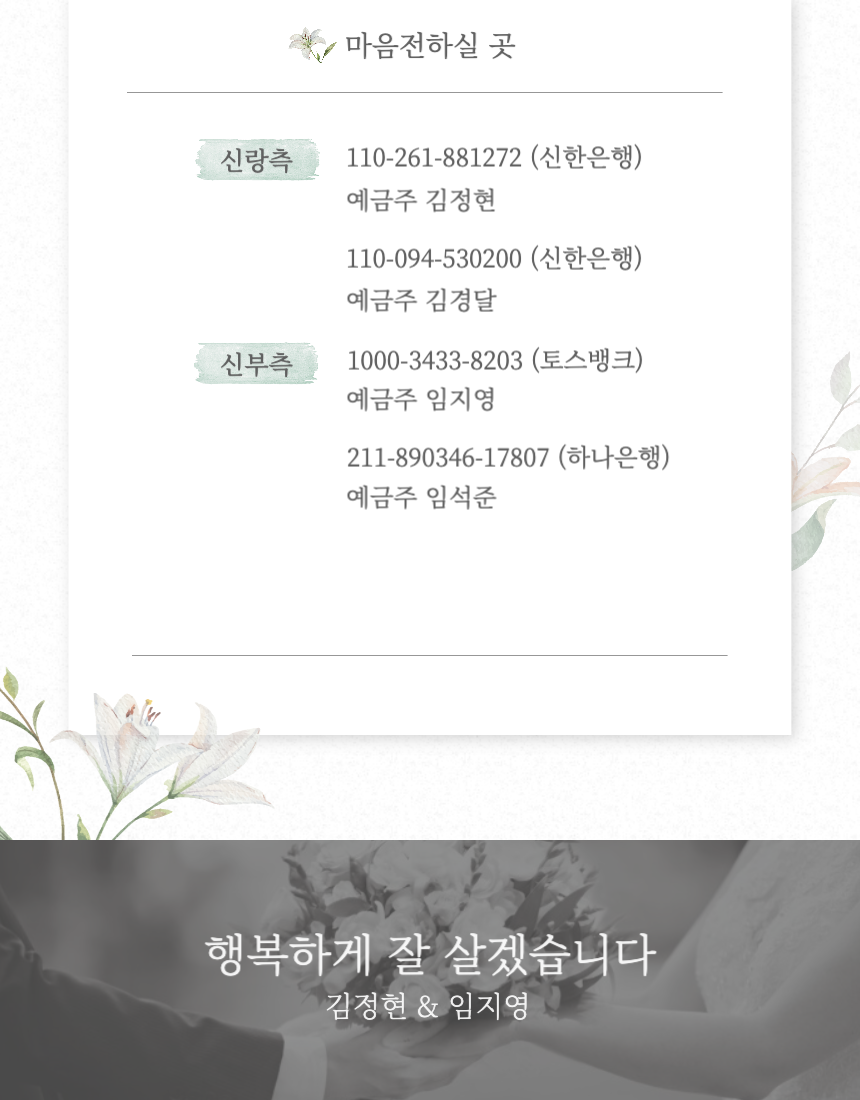 마음전하실 곳
신랑측
110-261-881272 (신한은행)
예금주 김정현
110-094-530200 (신한은행)
예금주 김경달
신부측
1000-3433-8203 (토스뱅크)
예금주 임지영
211-890346-17807 (하나은행)
예금주 임석준
행복하게 잘 살겠습니다
김정현 & 임지영